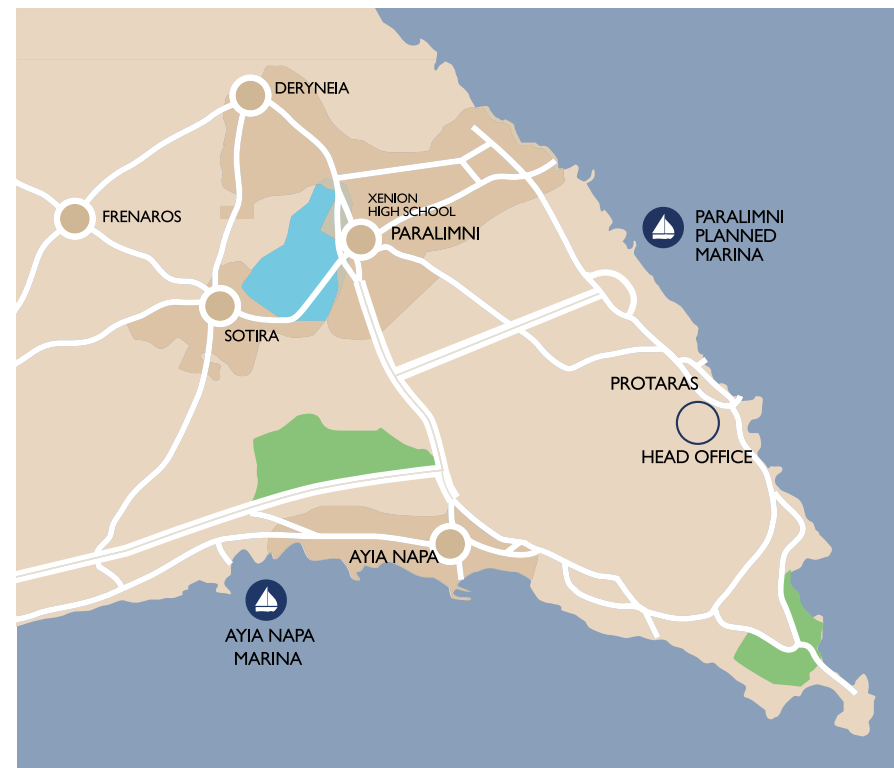 DERYNEIA
XENION
HIGH SCHOOL
FRENAROS
PARALIMNI
PARALIMNI
PLANNED
MARINA
SOTIRA
PROTARAS
HEAD OFFICE
AYIA NAPA
AYIA NAPA
MARINA